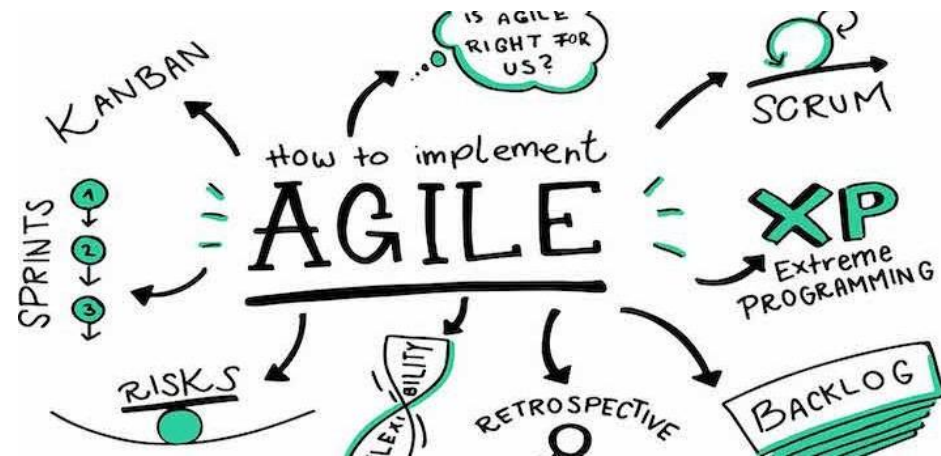 IS AGILE
RIGHT FOR
US?
KANBAN
SCRUM
How to implement
AGILE
SPRINTS
1
2
3
XP
Extreme
PROGRAMMING
RISKS
FLEXIBILITY
RETROSPECTIVE
BACKLOG